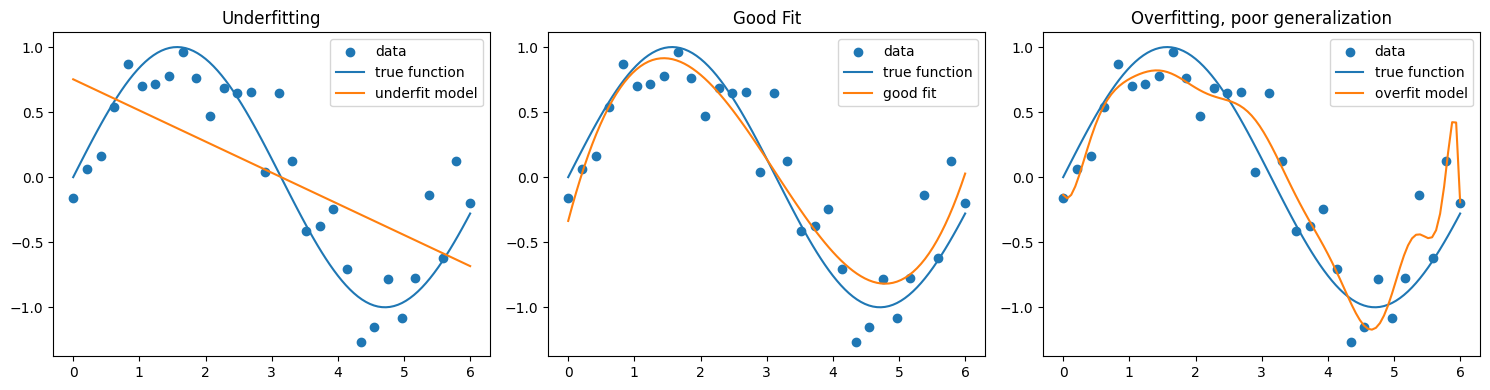 Underfitting
data
true function
underfit model
1.0
0.5
0.0
−0.5
−1.0
0 1 2 3 4 5 6
Good Fit
data
true function
good fit
1.0
0.5
0.0
−0.5
−1.0
0 1 2 3 4 5 6
Overfitting, poor generalization
data
true function
overfit model
1.0
0.5
0.0
−0.5
−1.0
0 1 2 3 4 5 6